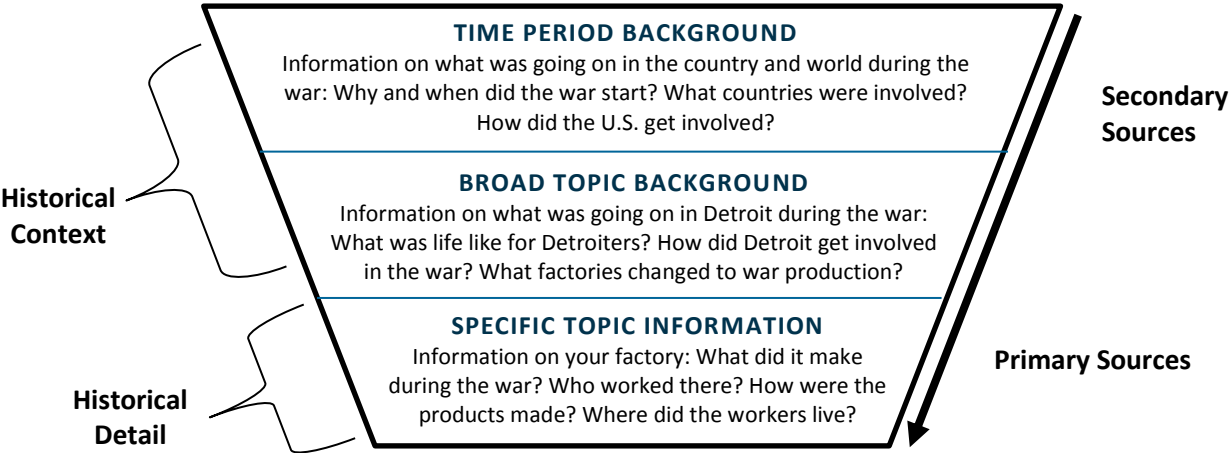 TIME PERIOD BACKGROUND
Information on what was going on in the country and world during the
war: Why and when did the war start? What countries were involved?
How did the U.S. get involved?
Secondary
Sources
BROAD TOPIC BACKGROUND
Information on what was going on in Detroit during the war:
What was life like for Detroiters? How did Detroit get involved
in the war? What factories changed to war production?
Historical
Context
SPECIFIC TOPIC INFORMATION
Information on your factory: What did it make
during the war? Who worked there? How were the
products made? Where did the workers live?
Primary Sources
Historical
Detail